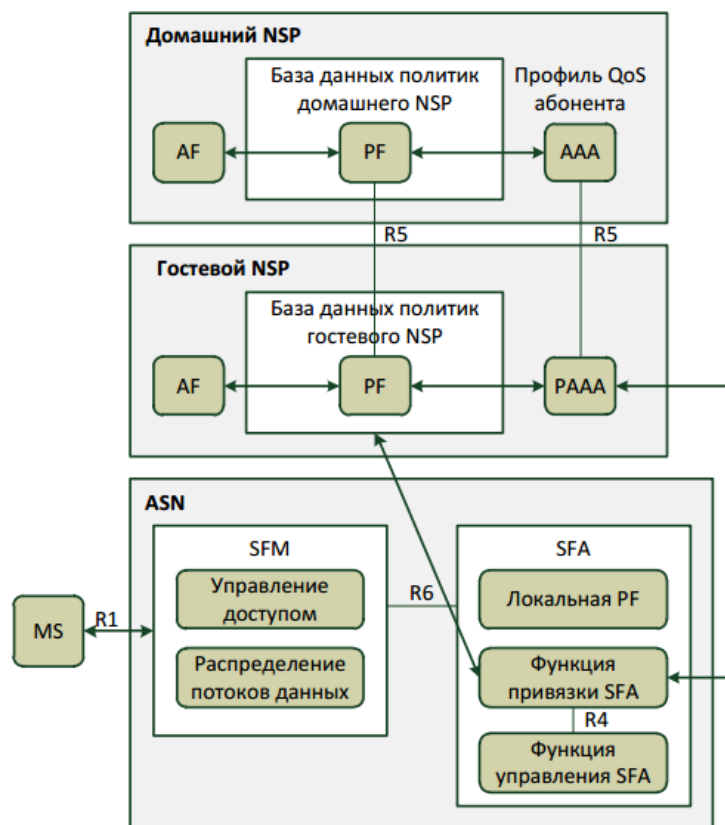 Домашний NSP
База данных политик
домашнего NSP
Профиль QoS
абонента
AF
PF
AAA
R5
R5
Гостевой NSP
База данных политик
гостевого NSP
AF
PF
PAAA
ASN
SFM
SFA
Управление
доступом
Локальная PF
R6
MS
R1
Распределение
потоков данных
Функция
привязки SFA
R4
Функция
управления SFA